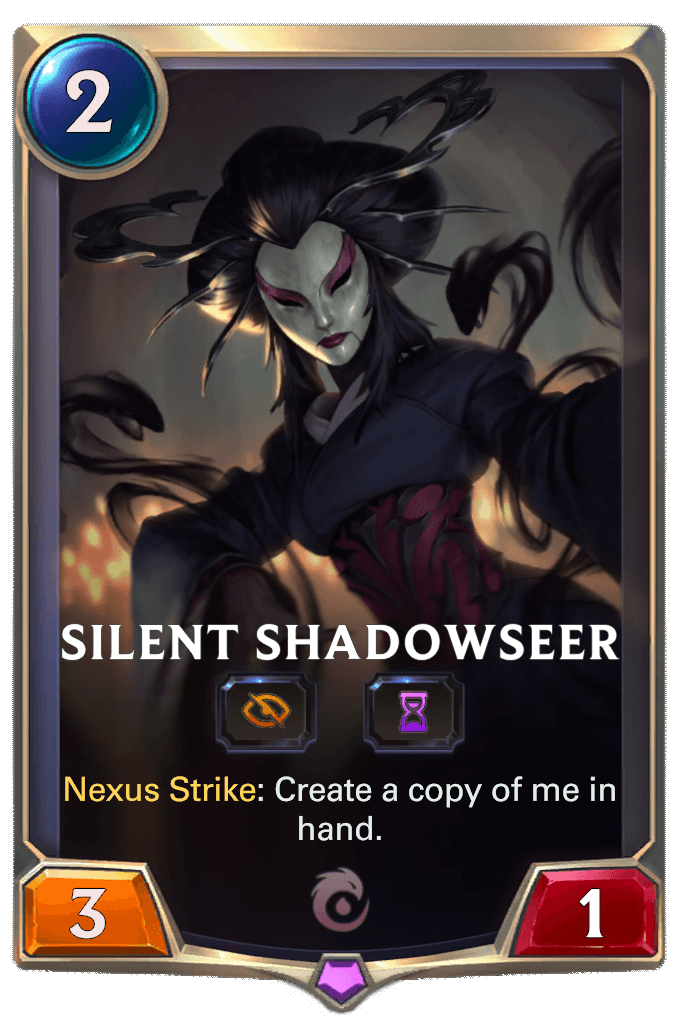 2
SILENT SHADOWSEER
Nexus Strike: Create a copy of me in
hand.
3
1